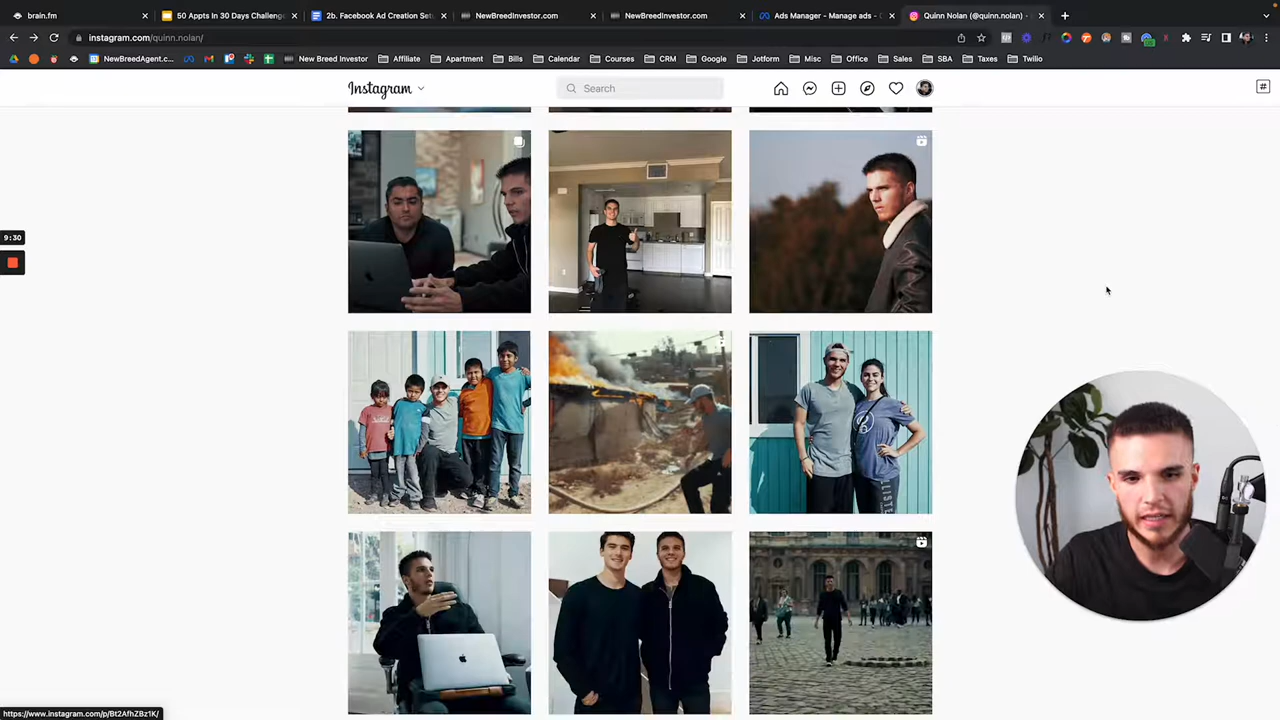 brain.fm
50 Appts In 30 Days Challeng
2b. Facebook Ad Creation Set
NewBreedInvestor.com
NewBreedInvestor.com
Ads Manager - Manage ads -
Quinn Nolan (@quinn.nolan)
instagram.com/quinn.nolan/
NewBreedAgent.c...
New Breed Investor
Affiliate
Apartment
Bills
Calendar
Courses
CRM
Google
Jotform
Misc
Office
Sales
SBA
Taxes
Twilio
Instagram
Search
9:30
LISTE
https://www.instagram.com/p/Bt2AfhZBz1K/